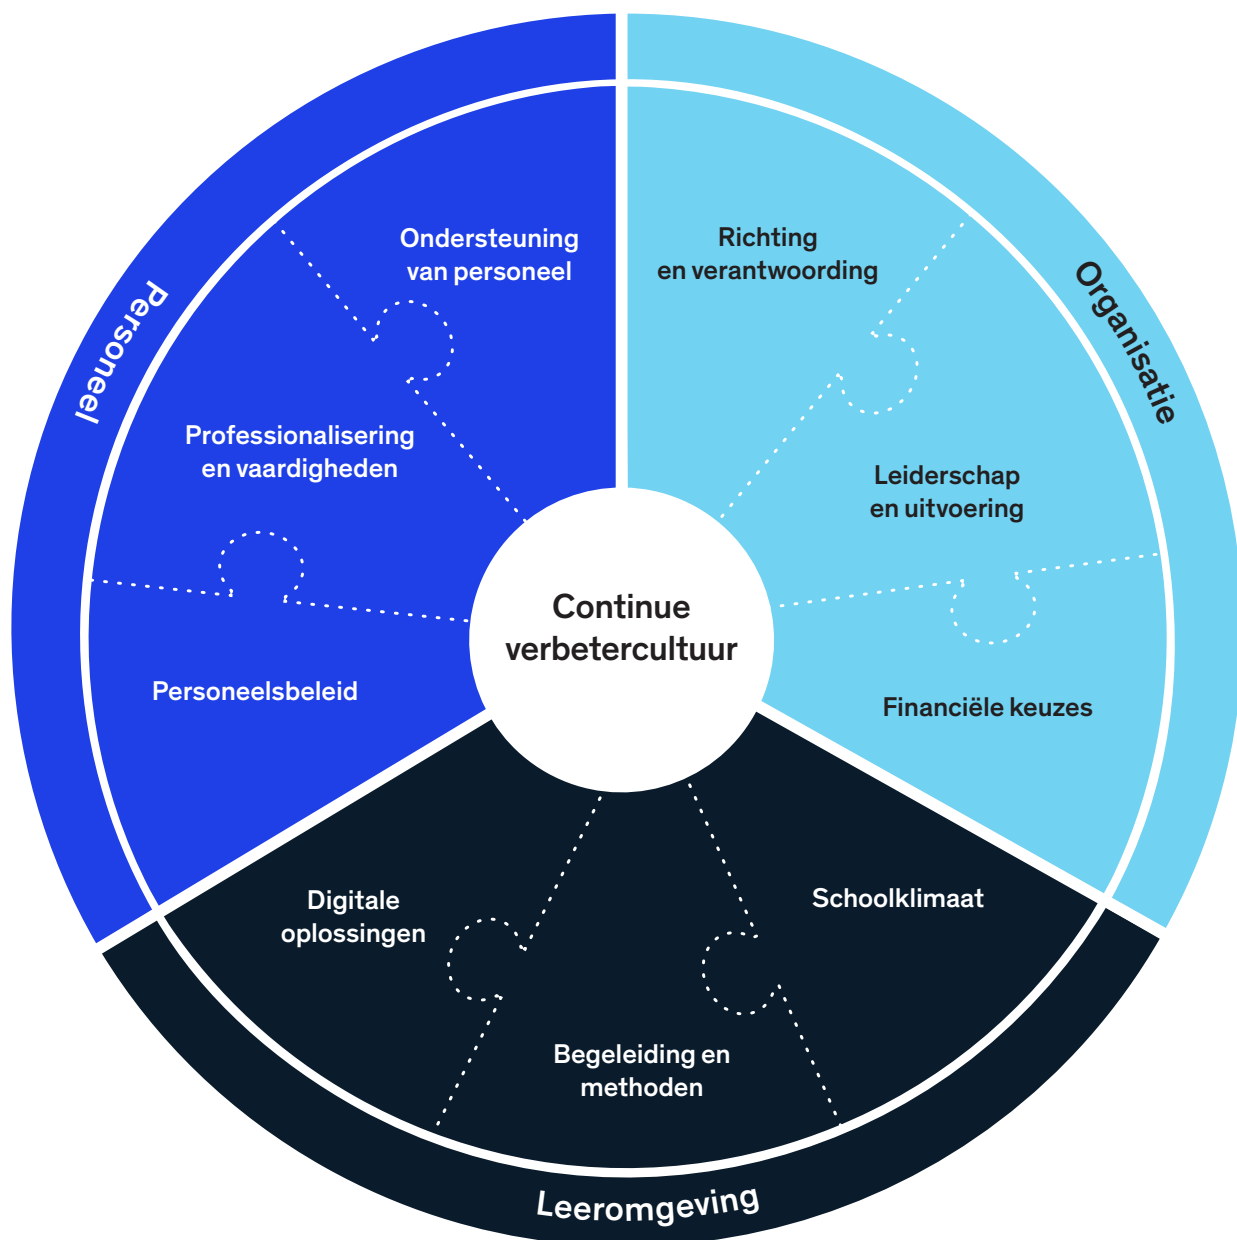 Ondersteuning
van personeel
Richting
en verantwoording
Personeel
Organisatie
Professionalisering
en vaardigheden
Leiderschap
en uitvoering
Continue
verbetercultuur
Personeelsbeleid
Financiële keuzes
Digitale
oplossingen
Schoolklimaat
Begeleiding en
methoden
Leeromgeving